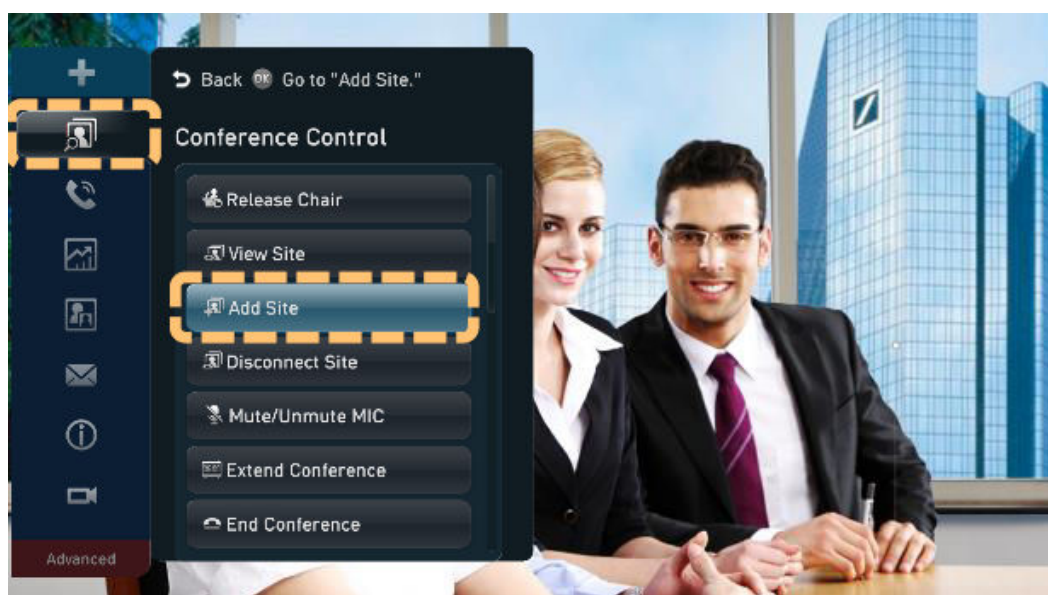 Back OK Go to "Add Site."
Conference Control
Release Chair
View Site
Add Site
Disconnect Site
Mute/Unmute MIC
Extend Conference
End Conference
Advanced